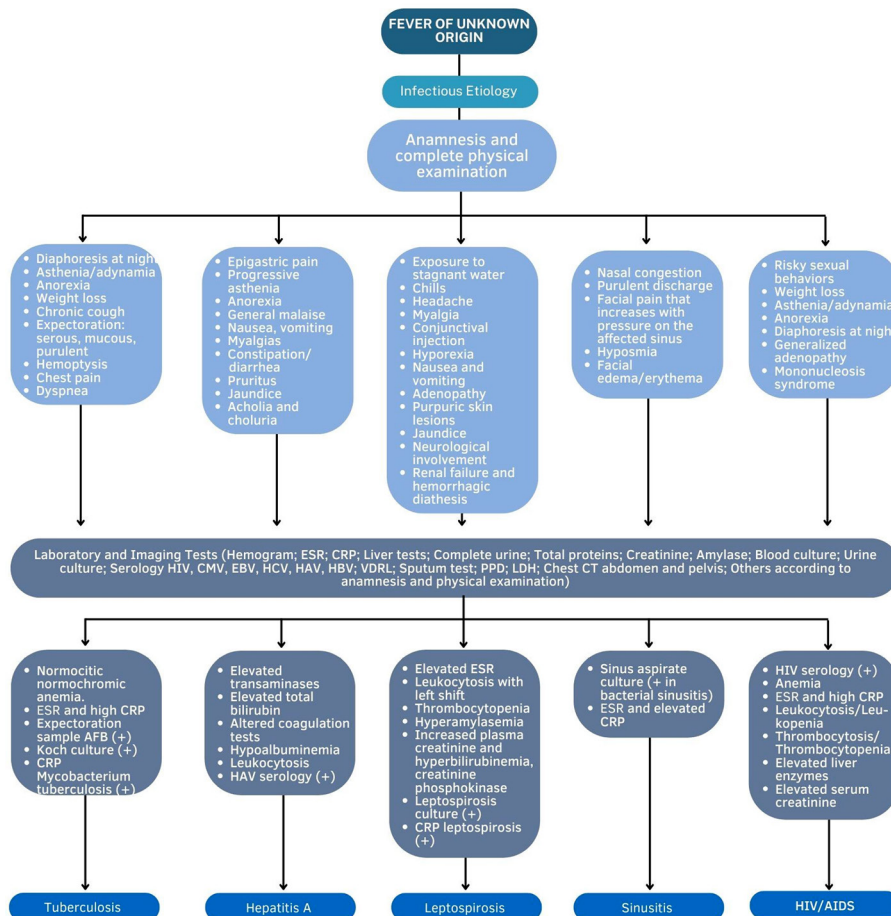 FEVER OF UNKNOWN
ORIGIN
Infectious Etiology
Anamnesis and
complete physical
examination
Diaphoresis at night
Asthenia/adynamia
Anorexia
Weight loss
Chronic cough
Expectoration:
serous, mucous,
purulent
Hemoptysis
Chest pain
Dyspnea
Epigastric pain
Progressive
asthenia
Anorexia
General malaise
Nausea, vomiting
Myalgias
Constipation/
diarrhea
Pruritus
Jaundice
Acholia and
choluria
Exposure to
stagnant water
Chills
Headache
Myalgia
Conjunctival
injection
Hyporexia
Nausea and
vomiting
Adenopathy
Purpuric skin
lesions
Jaundice
Neurological
involvement
Renal failure and
hemorrhagic
diathesis
Nasal congestion
Purulent discharge
Facial pain that
increases with
pressure on the
affected sinus
Hyposmia
Facial
edema/erythema
Risky sexual
behaviors
Weight loss
Asthenia/adynamia
Anorexia
Diaphoresis at night
Generalized
adenopathy
Mononucleosis
syndrome
Laboratory and Imaging Tests (Hemogram; ESR; CRP; Liver tests; Complete urine; Total proteins; Creatinine; Amylase; Blood culture; Urine
culture; Serology HIV, CMV, EBV, HCV, HAV, HBV; VDRL; Sputum test; PPD; LDH; Chest CT abdomen and pelvis; Others according to
anamnesis and physical examination)
Normocitic
normochromic
anemia.
ESR and high CRP
Expectoration
sample AFB (+)
Koch culture (+)
CRP
Mycobacterium
tuberculosis (+)
Elevated
transaminases
Elevated total
bilirubin
Altered coagulation
tests
Hypoalbuminemia
Leukocytosis
HAV serology (+)
Elevated ESR
Leukocytosis with
left shift
Thrombocytopenia
Hyperamylasemia
Increased plasma
creatinine and
hyperbilirubinemia,
creatinine
phosphokinase
Leptospirosis
culture (+)
CRP leptospirosis
(+)
Sinus aspirate
culture (+ in
bacterial sinusitis)
ESR and elevated
CRP
HIV serology (+)
Anemia
ESR and high CRP
Leukocytosis/Leu-
kopenia
Thrombocytosis/
Thrombocytopenia
Elevated liver
enzymes
Elevated serum
creatinine
Tuberculosis
Hepatitis A
Leptospirosis
Sinusitis
HIV/AIDS